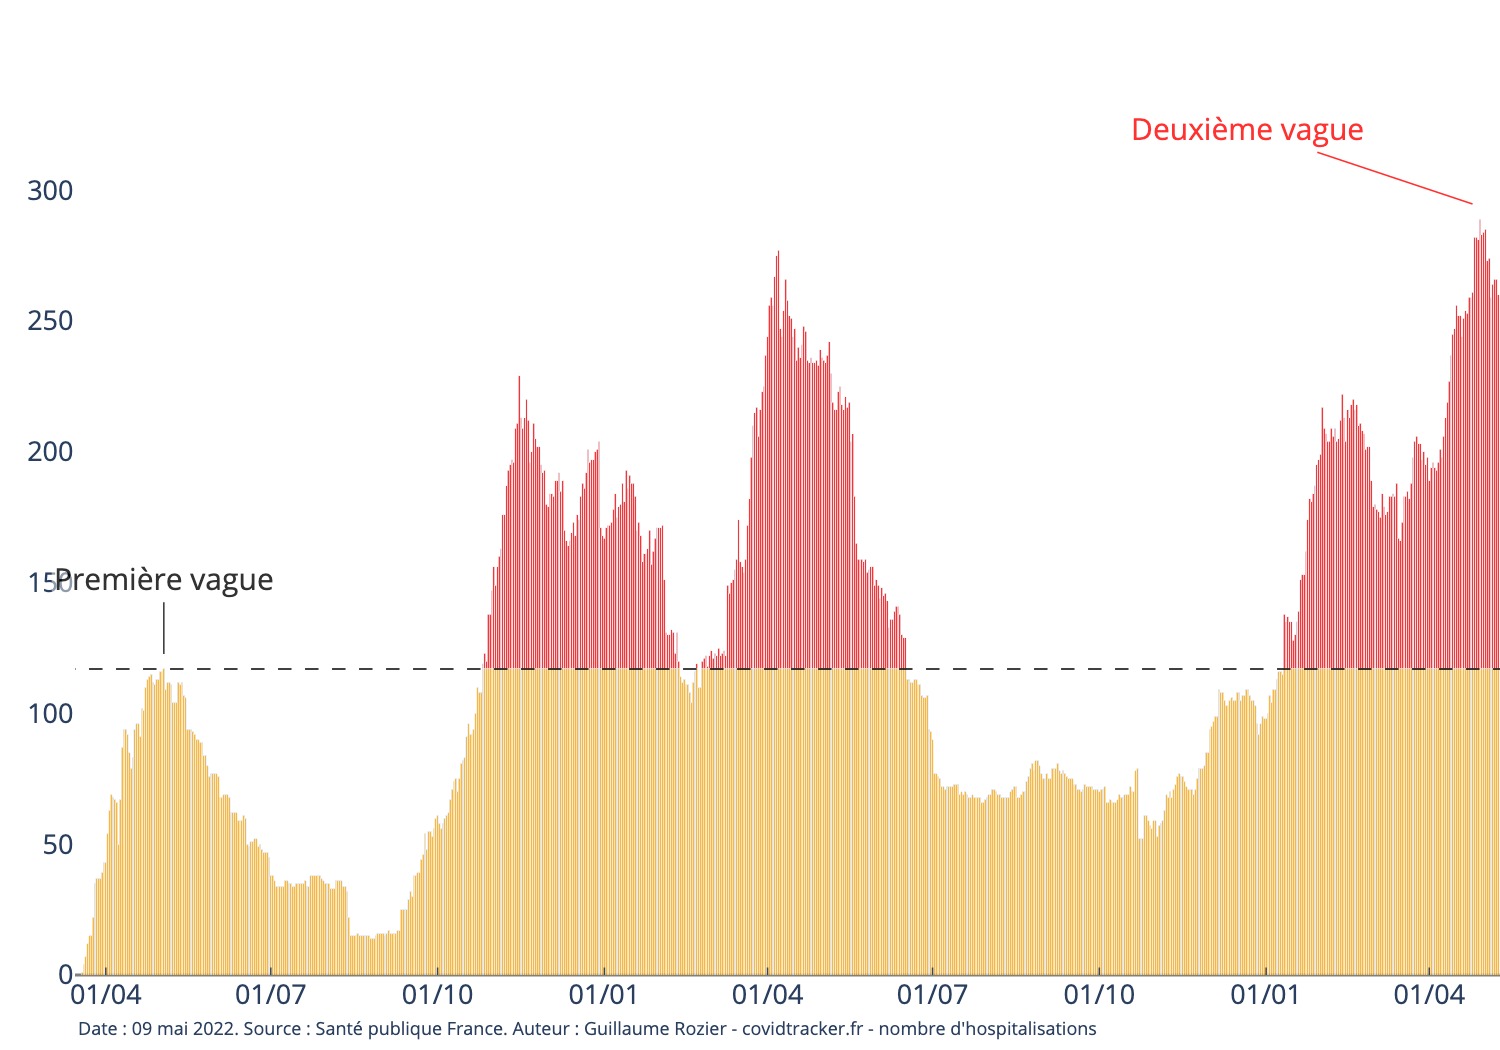 Deuxième vague
300
250
200
150
Première vague
100
50
0
01/04 01/07 01/10 01/01 01/04 01/07 01/10 01/01 01/04
Date : 09 mai 2022. Source : Santé publique France. Auteur : Guillaume Rozier - covidtracker.fr - nombre d'hospitalisations